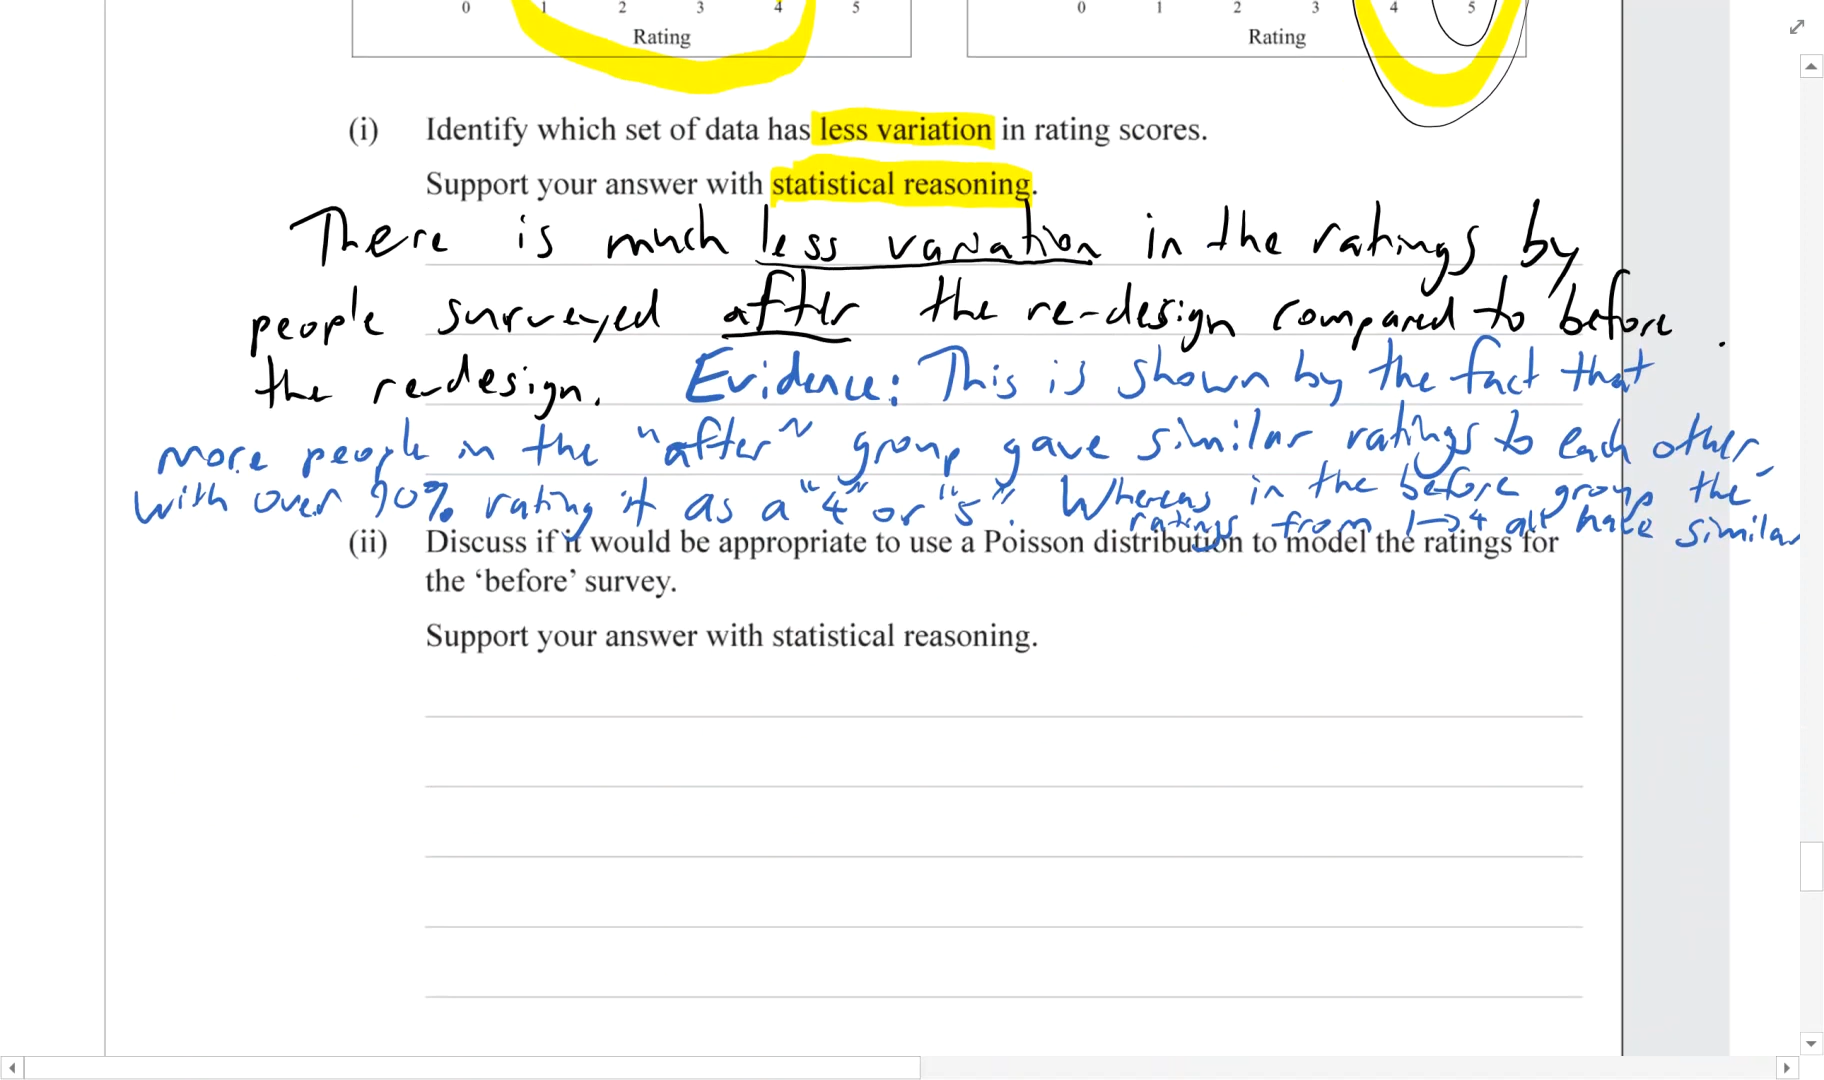 0 1 2 3 4 5 0 1 2 3 4 5
Rating Rating
(i) Identify which set of data has less variation in rating scores.
Support your answer with statistical reasoning.
There is much less variation in the ratings by
people surveyed after the re-design compared to before
the re-design. Evidence: This is shown by the fact that
more people in the "after" group gave similar ratings to each other,
with over 90% rating it as a "4" or "5". Whereas in the before group the
ratings from 1→4 all have similar
(ii) Discuss if it would be appropriate to use a Poisson distribution to model the ratings for
the ‘before’ survey.
Support your answer with statistical reasoning.